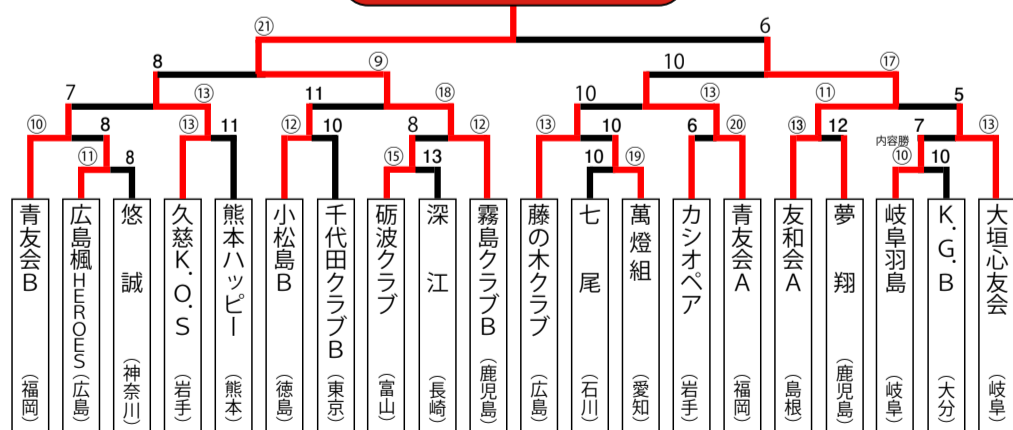 ㉑
6
8
⑨
10
⑰
7
⑬
11
⑱
10
⑬
⑪
5
⑩
8
⑬
11
⑫
10
8
⑫
⑬
10
6
⑳
⑬
12
内容勝
7
⑬
⑪
8
⑮
13
10
⑲
⑩
10
青友会B（福岡）
広島楓HEROES（広島）
悠誠（神奈川）
久慈K.O.S（岩手）
熊本ハッピー（熊本）
小松島B（徳島）
千代田クラブB（東京）
砺波クラブ（富山）
深江（長崎）
霧島クラブB（鹿児島）
藤の木クラブ（広島）
七尾（石川）
萬燈組（愛知）
カシオペア（岩手）
青友会A（福岡）
友和会A（島根）
夢翔（鹿児島）
岐阜羽島（岐阜）
K.G.B（大分）
大垣心友会（岐阜）